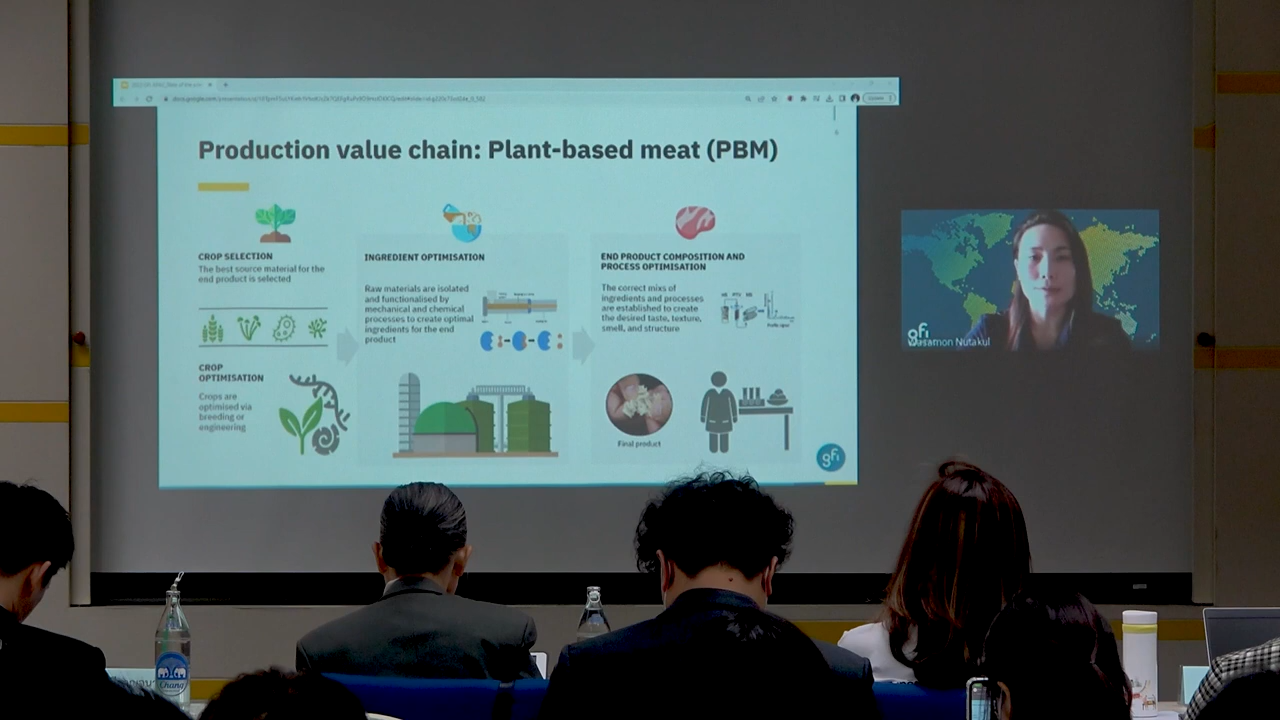 Production value chain: Plant-based meat (PBM)
CROP SELECTION
The best source material for the
end product is selected
CROP
OPTIMISATION
Crops are
optimised via
breeding or
engineering
INGREDIENT OPTIMISATION
Raw materials are isolated
and functionalised by
mechanical and chemical
processes to create optimal
ingredients for the end
product
END PRODUCT COMPOSITION AND
PROCESS OPTIMISATION
The correct mixs of
ingredients and processes
are established to create
the desired taste, texture,
smell, and structure
Final product
gfi
gfi
Wasamon Nutakul
Chang